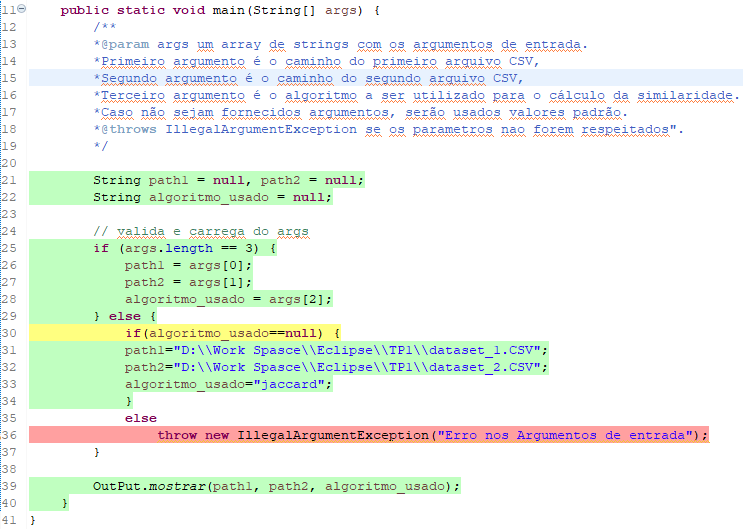 11 public static void main(String[] args) {
12 /**
13 *@param args um array de strings com os argumentos de entrada.
14 *Primeiro argumento é o caminho do primeiro arquivo CSV,
15 *Segundo argumento é o caminho do segundo arquivo CSV,
16 *Terceiro argumento é o algoritmo a ser utilizado para o cálculo da similaridade.
17 *Caso não sejam fornecidos argumentos, serão usados valores padrão.
18 *@throws IllegalArgumentException se os parametros nao forem respeitados".
19 */
20
21 String path1 = null, path2 = null;
22 String algoritmo_usado = null;
23
24 // valida e carrega do args
25 if (args.length == 3) {
26 path1 = args[0];
27 path2 = args[1];
28 algoritmo_usado = args[2];
29 } else {
30 if(algoritmo_usado==null) {
31 path1="D:\\Work Spasce\\Eclipse\\TP1\\dataset_1.CSV";
32 path2="D:\\Work Spasce\\Eclipse\\TP1\\dataset_2.CSV";
33 algoritmo_usado="jaccard";
34 }
35 else
36 throw new IllegalArgumentException("Erro nos Argumentos de entrada");
37 }
38
39 OutPut.mostrar(path1, path2, algoritmo_usado);
40 }
41 }